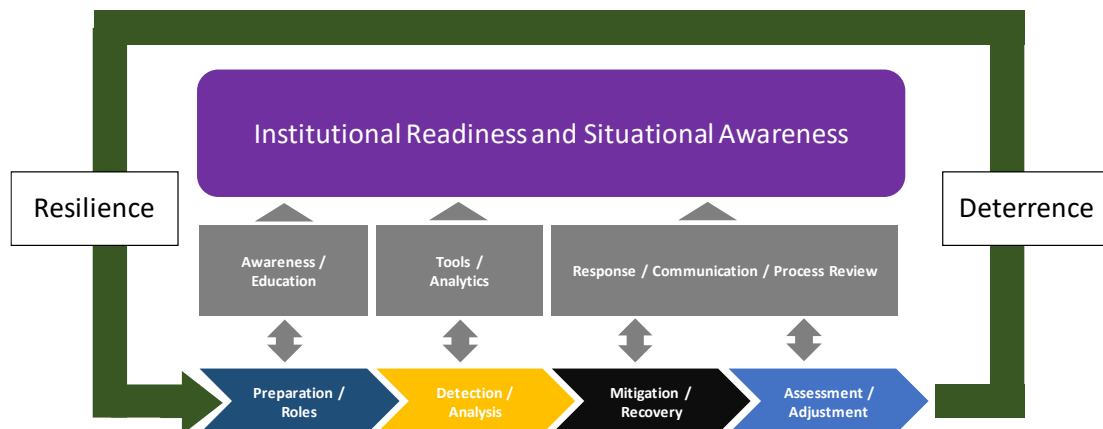 Institutional Readiness and Situational Awareness
Resilience
Deterrence
Awareness /
Education
Tools /
Analytics
Response / Communication / Process Review
Preparation /
Roles
Detection /
Analysis
Mitigation /
Recovery
Assessment /
Adjustment